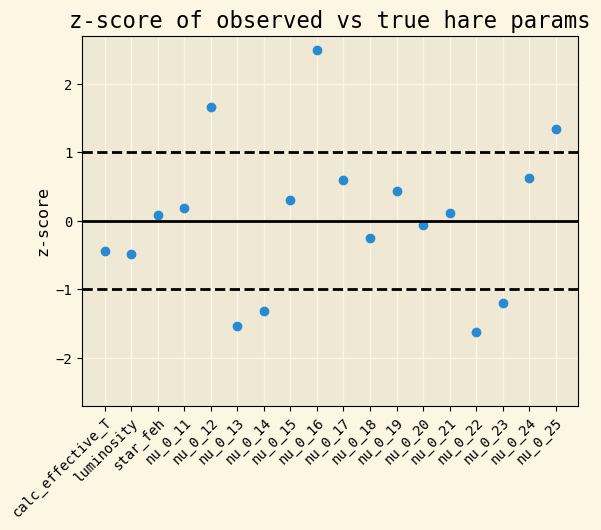 z-score of observed vs true hare params
z-score
2
1
0
−1
−2
calc_effective_T
luminosity
star_feh
nu_0_11
nu_0_12
nu_0_13
nu_0_14
nu_0_15
nu_0_16
nu_0_17
nu_0_18
nu_0_19
nu_0_20
nu_0_21
nu_0_22
nu_0_23
nu_0_24
nu_0_25